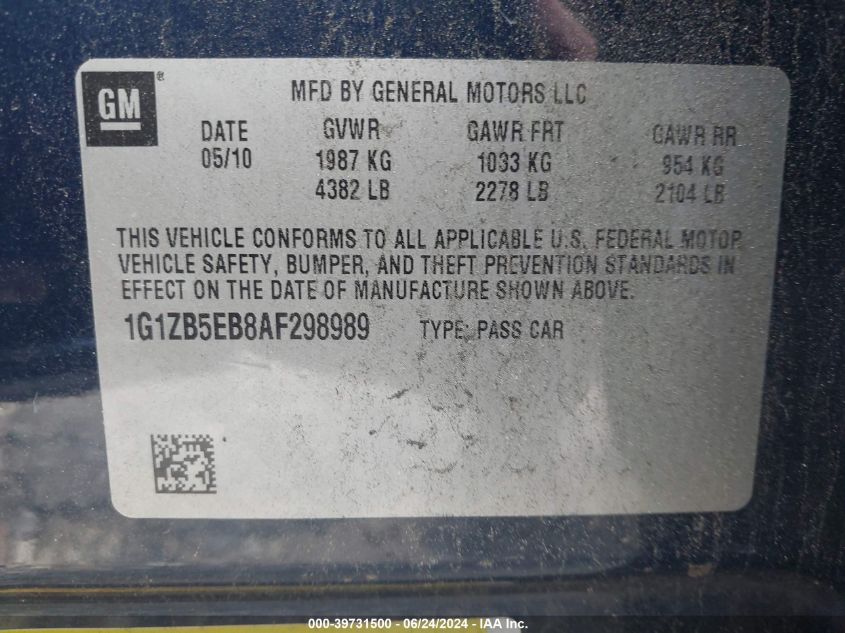 GM ®
MFD BY GENERAL MOTORS LLC
DATE GVWR GAWR FRT GAWR RR
05/10 1987 KG 1033 KG 954 KG
4382 LB 2278 LB 2104 LB
THIS VEHICLE CONFORMS TO ALL APPLICABLE U.S. FEDERAL MOTOR
VEHICLE SAFETY, BUMPER, AND THEFT PREVENTION STANDARDS IN
EFFECT ON THE DATE OF MANUFACTURE SHOWN ABOVE.
1G1ZB5EB8AF298989 TYPE: PASS CAR
000-39731500 - 06/24/2024 - IAA Inc.